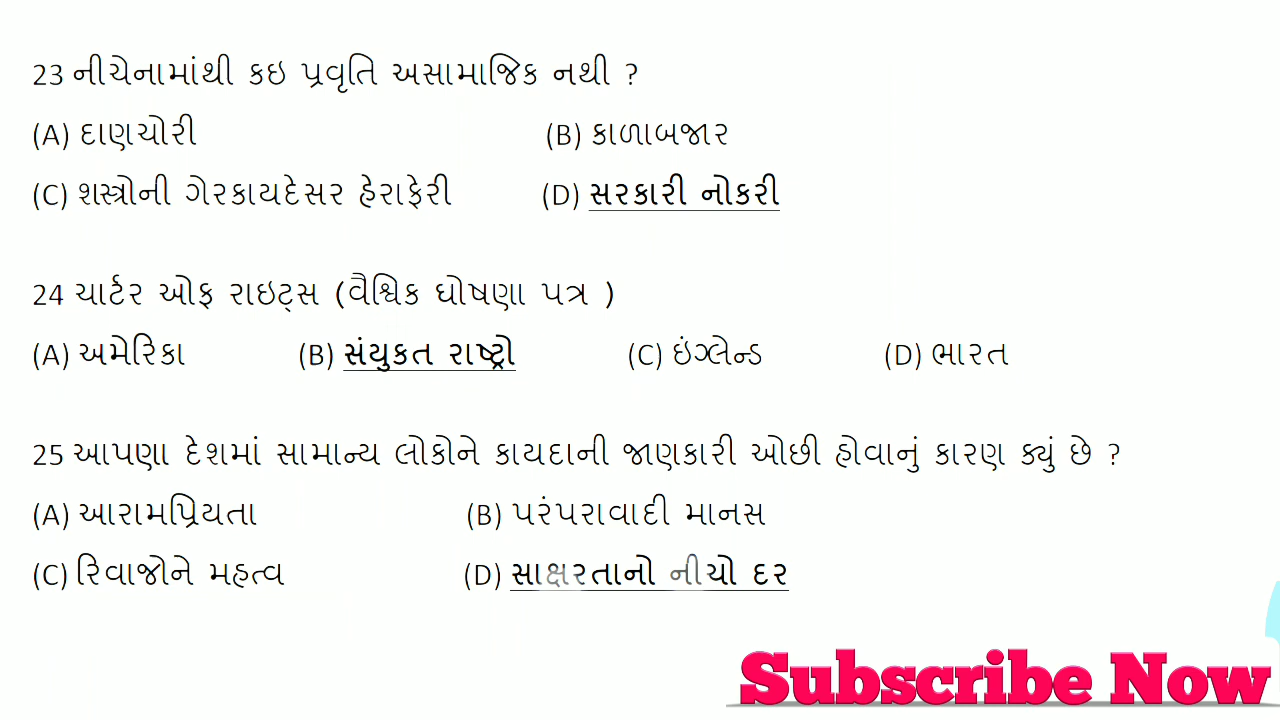 23 નીચેનામાંથી કઇ પ્રવૃતિ અસામાજિક નથી ?
(A) દાણચોરી (B) કાળાબજાર
(C) શસ્ત્રોની ગેરકાયદેસર હેરાફેરી (D) સરકારી નોકરી
24 ચાર્ટર ઓફ રાઇટ્સ (વૈશ્વિક ઘોષણા પત્ર )
(A) અમેરિકા (B) સંયુકત રાષ્ટ્રો (C) ઇંગ્લેન્ડ (D) ભારત
25 આપણા દેશમાં સામાન્ય લોકોને કાયદાની જાણકારી ઓછી હોવાનું કારણ ક્યું છે ?
(A) આરામપ્રિયતા (B) પરંપરાવાદી માનસ
(C) રિવાજોને મહત્વ (D) સાક્ષરતાનો નીચો દર
Subscribe Now